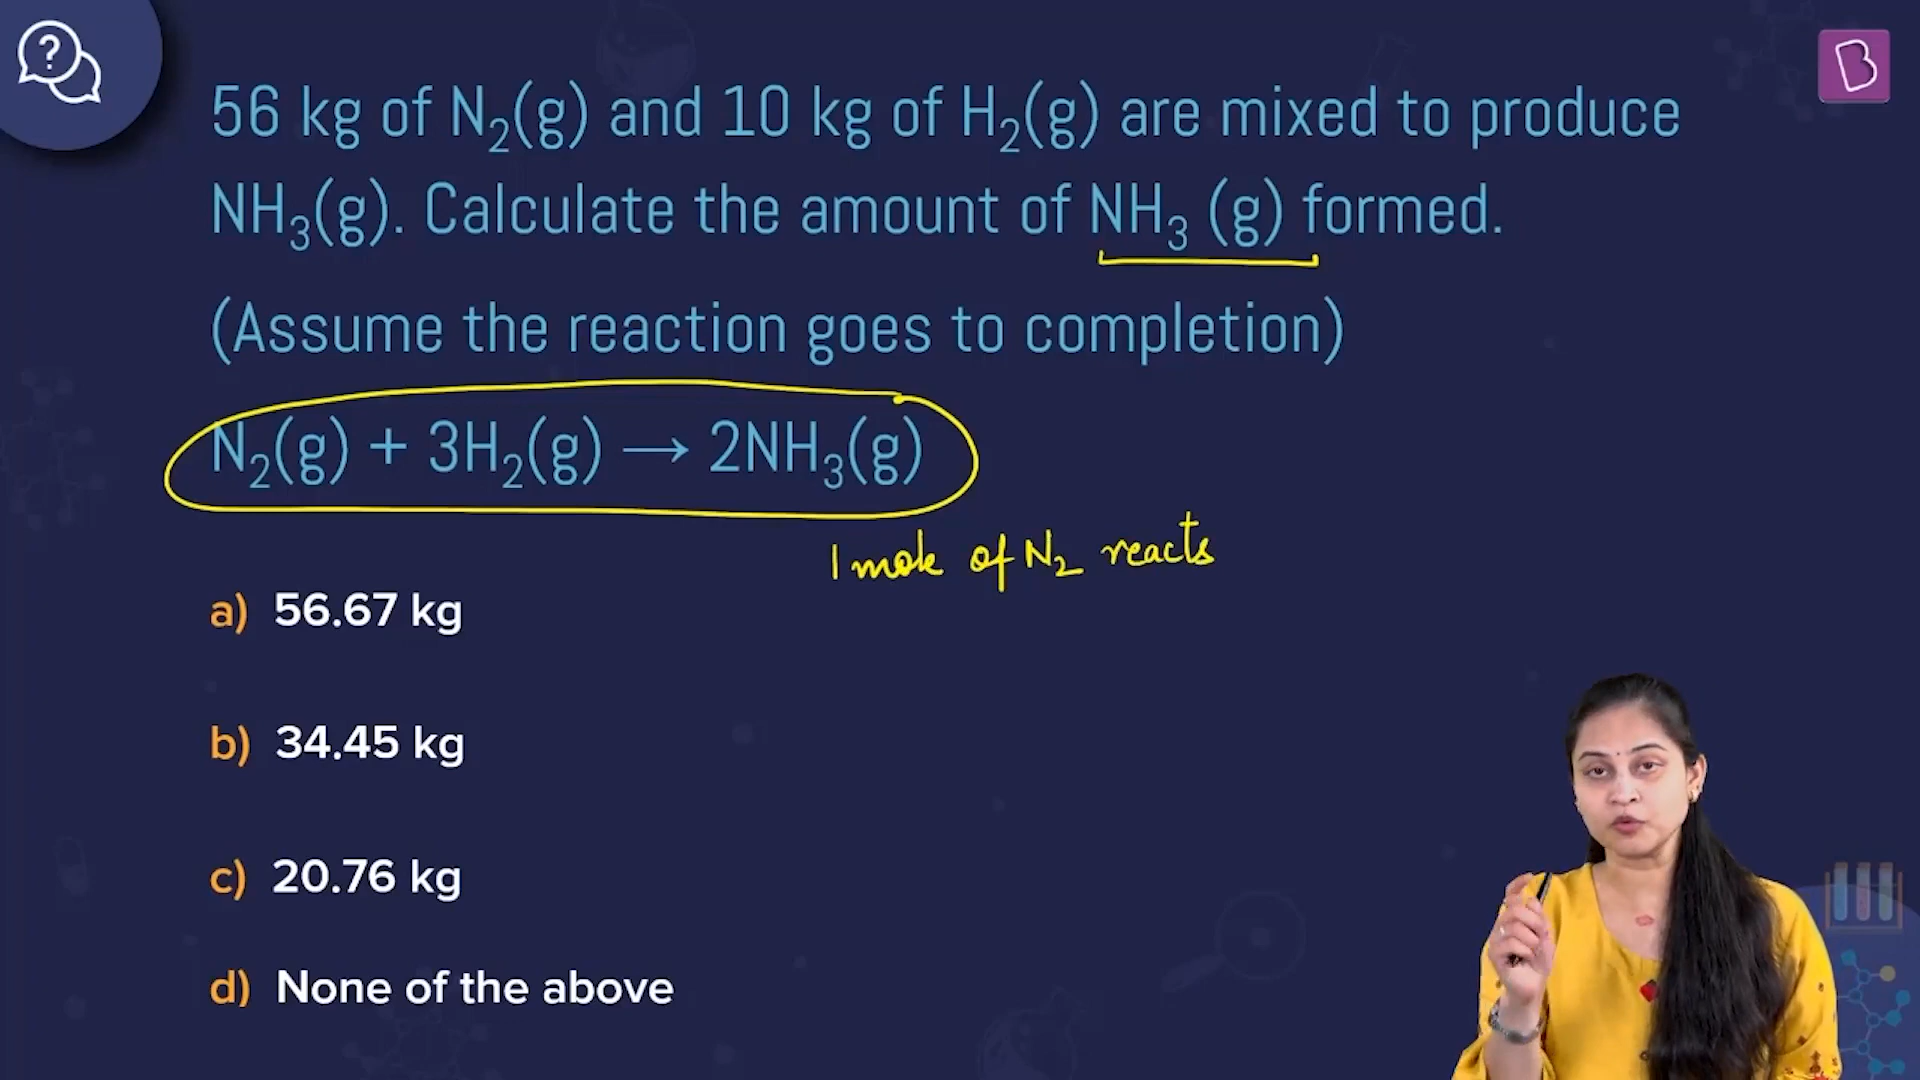 56 kg of N₂(g) and 10 kg of H₂(g) are mixed to produce
NH₃(g). Calculate the amount of NH₃ (g) formed.
(Assume the reaction goes to completion)
N₂(g) + 3H₂(g) → 2NH₃(g)
1 mole of N₂ reacts
a) 56.67 kg
b) 34.45 kg
c) 20.76 kg
d) None of the above